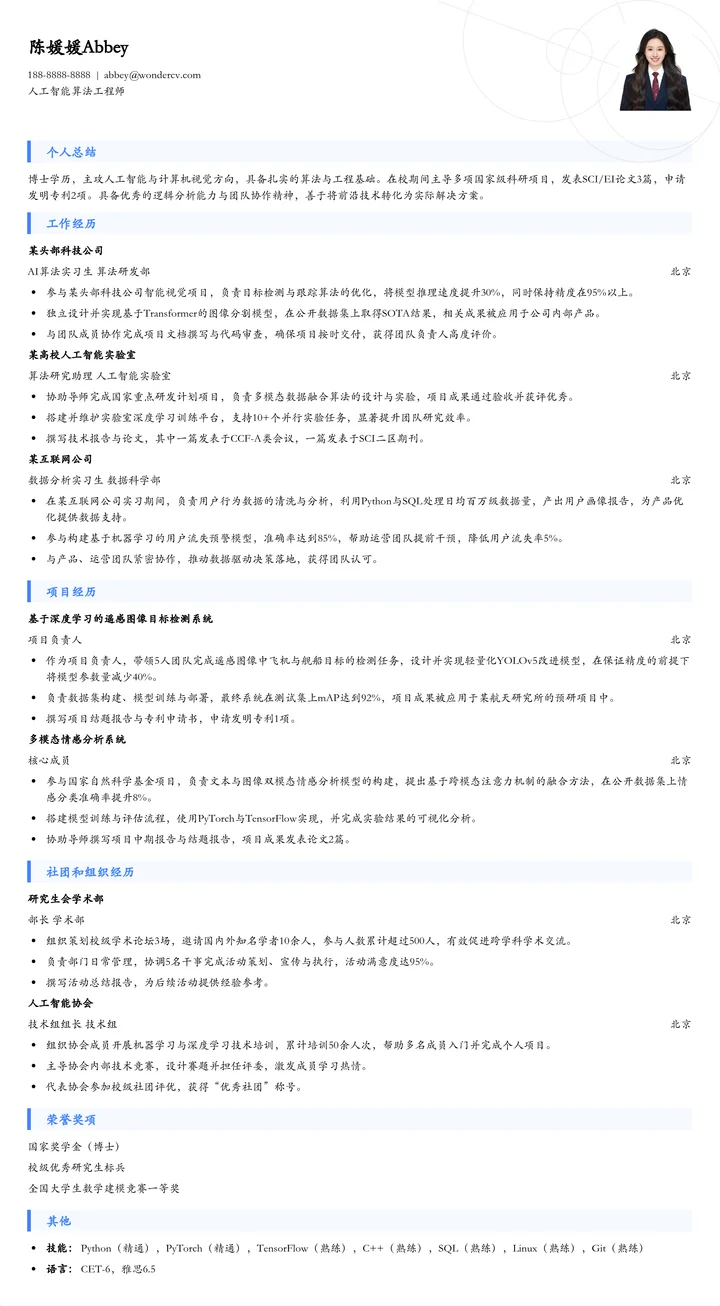 陈媛媛Abbey
188-8888-8888 | abbey@wondercv.com
人工智能算法工程师
个人总结
博士学历，主攻人工智能与计算机视觉方向，具备扎实的算法与工程基础。在校期间主导多项国家级科研项目，发表SCI/EI论文3篇，申请
发明专利2项。具备优秀的逻辑分析能力与团队协作精神，善于将前沿技术转化为实际解决方案。
工作经历
某头部科技公司
AI算法实习生 算法研发部 北京
• 参与某头部科技公司智能视觉项目，负责目标检测与跟踪算法的优化，将模型推理速度提升30%，同时保持精度在95%以上。
• 独立设计并实现基于Transformer的图像分割模型，在公开数据集上取得SOTA结果，相关成果被应用于公司内部产品。
• 与团队成员协作完成项目文档撰写与代码审查，确保项目按时交付，获得团队负责人高度评价。
某高校人工智能实验室
算法研究助理 人工智能实验室 北京
• 协助导师完成国家重点研发计划项目，负责多模态数据融合算法的设计与实验，项目成果通过验收并获评优秀。
• 搭建并维护实验室深度学习训练平台，支持10+个并行实验任务，显著提升团队研究效率。
• 撰写技术报告与论文，其中一篇发表于CCF-A类会议，一篇发表于SCI二区期刊。
某互联网公司
数据分析实习生 数据科学部 北京
• 在某互联网公司实习期间，负责用户行为数据的清洗与分析，利用Python与SQL处理日均百万级数据量，产出用户画像报告，为产品优
化提供数据支持。
• 参与构建基于机器学习的用户流失预警模型，准确率达到85%，帮助运营团队提前干预，降低用户流失率5%。
• 与产品、运营团队紧密协作，推动数据驱动决策落地，获得团队认可。
项目经历
基于深度学习的遥感图像目标检测系统
项目负责人 北京
• 作为项目负责人，带领5人团队完成遥感图像中飞机与舰船目标的检测任务，设计并实现轻量化YOLOv5改进模型，在保证精度的前提下
将模型参数量减少40%。
• 负责数据集构建、模型训练与部署，最终系统在测试集上mAP达到92%，项目成果被应用于某航天研究所的预研项目中。
• 撰写项目结题报告与专利申请书，申请发明专利1项。
多模态情感分析系统
核心成员 北京
• 参与国家自然科学基金项目，负责文本与图像双模态情感分析模型的构建，提出基于跨模态注意力机制的融合方法，在公开数据集上情
感分类准确率提升8%。
• 搭建模型训练与评估流程，使用PyTorch与TensorFlow实现，并完成实验结果的可视化分析。
• 协助导师撰写项目中期报告与结题报告，项目成果发表论文2篇。
社团和组织经历
研究生会学术部
部长 学术部 北京
• 组织策划校级学术论坛3场，邀请国内外知名学者10余人，参与人数累计超过500人，有效促进跨学科学术交流。
• 负责部门日常管理，协调5名干事完成活动策划、宣传与执行，活动满意度达95%。
• 撰写活动总结报告，为后续活动提供经验参考。
人工智能协会
技术组组长 技术组 北京
• 组织协会成员开展机器学习与深度学习技术培训，累计培训50余人次，帮助多名成员入门并完成个人项目。
• 主导协会内部技术竞赛，设计赛题并担任评委，激发成员学习热情。
• 代表协会参加校级社团评优，获得“优秀社团”称号。
荣誉奖项
国家奖学金（博士）
校级优秀研究生标兵
全国大学生数学建模竞赛一等奖
其他
• 技能： Python（精通）, PyTorch（精通）, TensorFlow（熟练）, C++（熟练）, SQL（熟练）, Linux（熟练）, Git（熟练）
• 语言： CET-6，雅思6.5